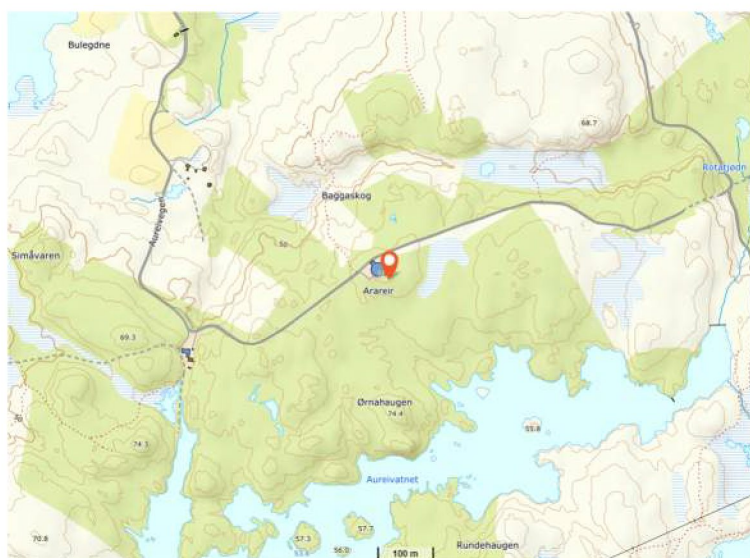 Bulegdne
68.7
Rotatjødn
Baggaskog
Aureivegen
50
Simåvaren
Arareir
69.3
Ørnahaugen
74.4
55.8
50
74.3
Aureivatnet
57.7
57.3
70.8
56.0
Rundehaugen
100 m